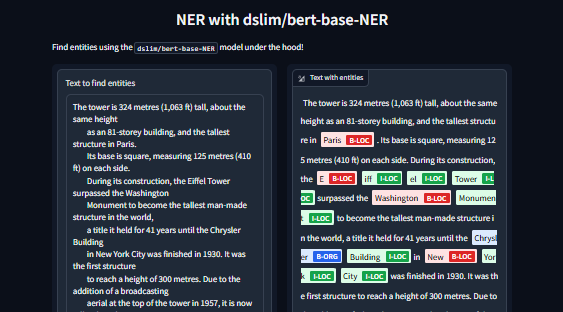 NER with dslim/bert-base-NER
Find entities using the dslim/bert-base-NER model under the hood!
Text to find entities
The tower is 324 metres (1,063 ft) tall, about the
same height
as an 81-storey building, and the tallest
structure in Paris.
Its base is square, measuring 125 metres (410
ft) on each side.
During its construction, the Eiffel Tower
surpassed the Washington
Monument to become the tallest man-made
structure in the world,
a title it held for 41 years until the Chrysler
Building
in New York City was finished in 1930. It was
the first structure
to reach a height of 300 metres. Due to the
addition of a broadcasting
aerial at the top of the tower in 1957, it is now
Text with entities
The tower is 324 metres (1,063 ft) tall, about the same
height as an 81-storey building, and the tallest structu
re in Paris B-LOC . Its base is square, measuring 12
5 metres (410 ft) on each side. During its construction,
the E B-LOC iff I-LOC el I-LOC Tower I-L
OC surpassed the Washington B-LOC Monumen
t I-LOC to become the tallest man-made structure i
n the world, a title it held for 41 years until the Chrysl
er B-ORG Building I-LOC in New B-LOC Yor
k I-LOC City I-LOC was finished in 1930. It was th
e first structure to reach a height of 300 metres. Due to